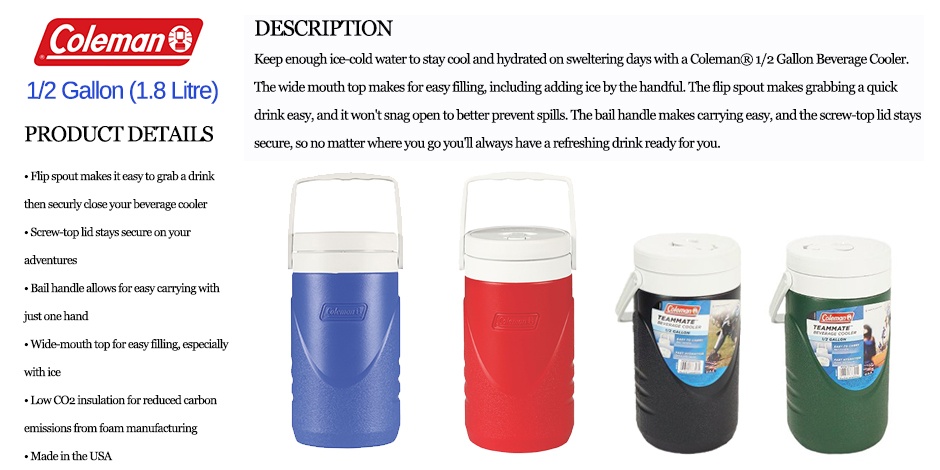 Coleman
1/2 Gallon (1.8 Litre)
PRODUCT DETAILS
• Flip spout makes it easy to grab a drink
then securly close your beverage cooler
• Screw-top lid stays secure on your
adventures
• Bail handle allows for easy carrying with
just one hand
• Wide-mouth top for easy filling, especially
with ice
• Low CO2 insulation for reduced carbon
emissions from foam manufacturing
• Made in the USA
DESCRIPTION
Keep enough ice-cold water to stay cool and hydrated on sweltering days with a Coleman® 1/2 Gallon Beverage Cooler.
The wide mouth top makes for easy filling, including adding ice by the handful. The flip spout makes grabbing a quick
drink easy, and it won't snag open to better prevent spills. The bail handle makes carrying easy, and the screw-top lid stays
secure, so no matter where you go you'll always have a refreshing drink ready for you.
Coleman
Coleman
Coleman
TEAMMATE
BEVERAGE COOLER
1/2 GALLON
Coleman
TEAMMATE
BEVERAGE COOLER
1/2 GALLON